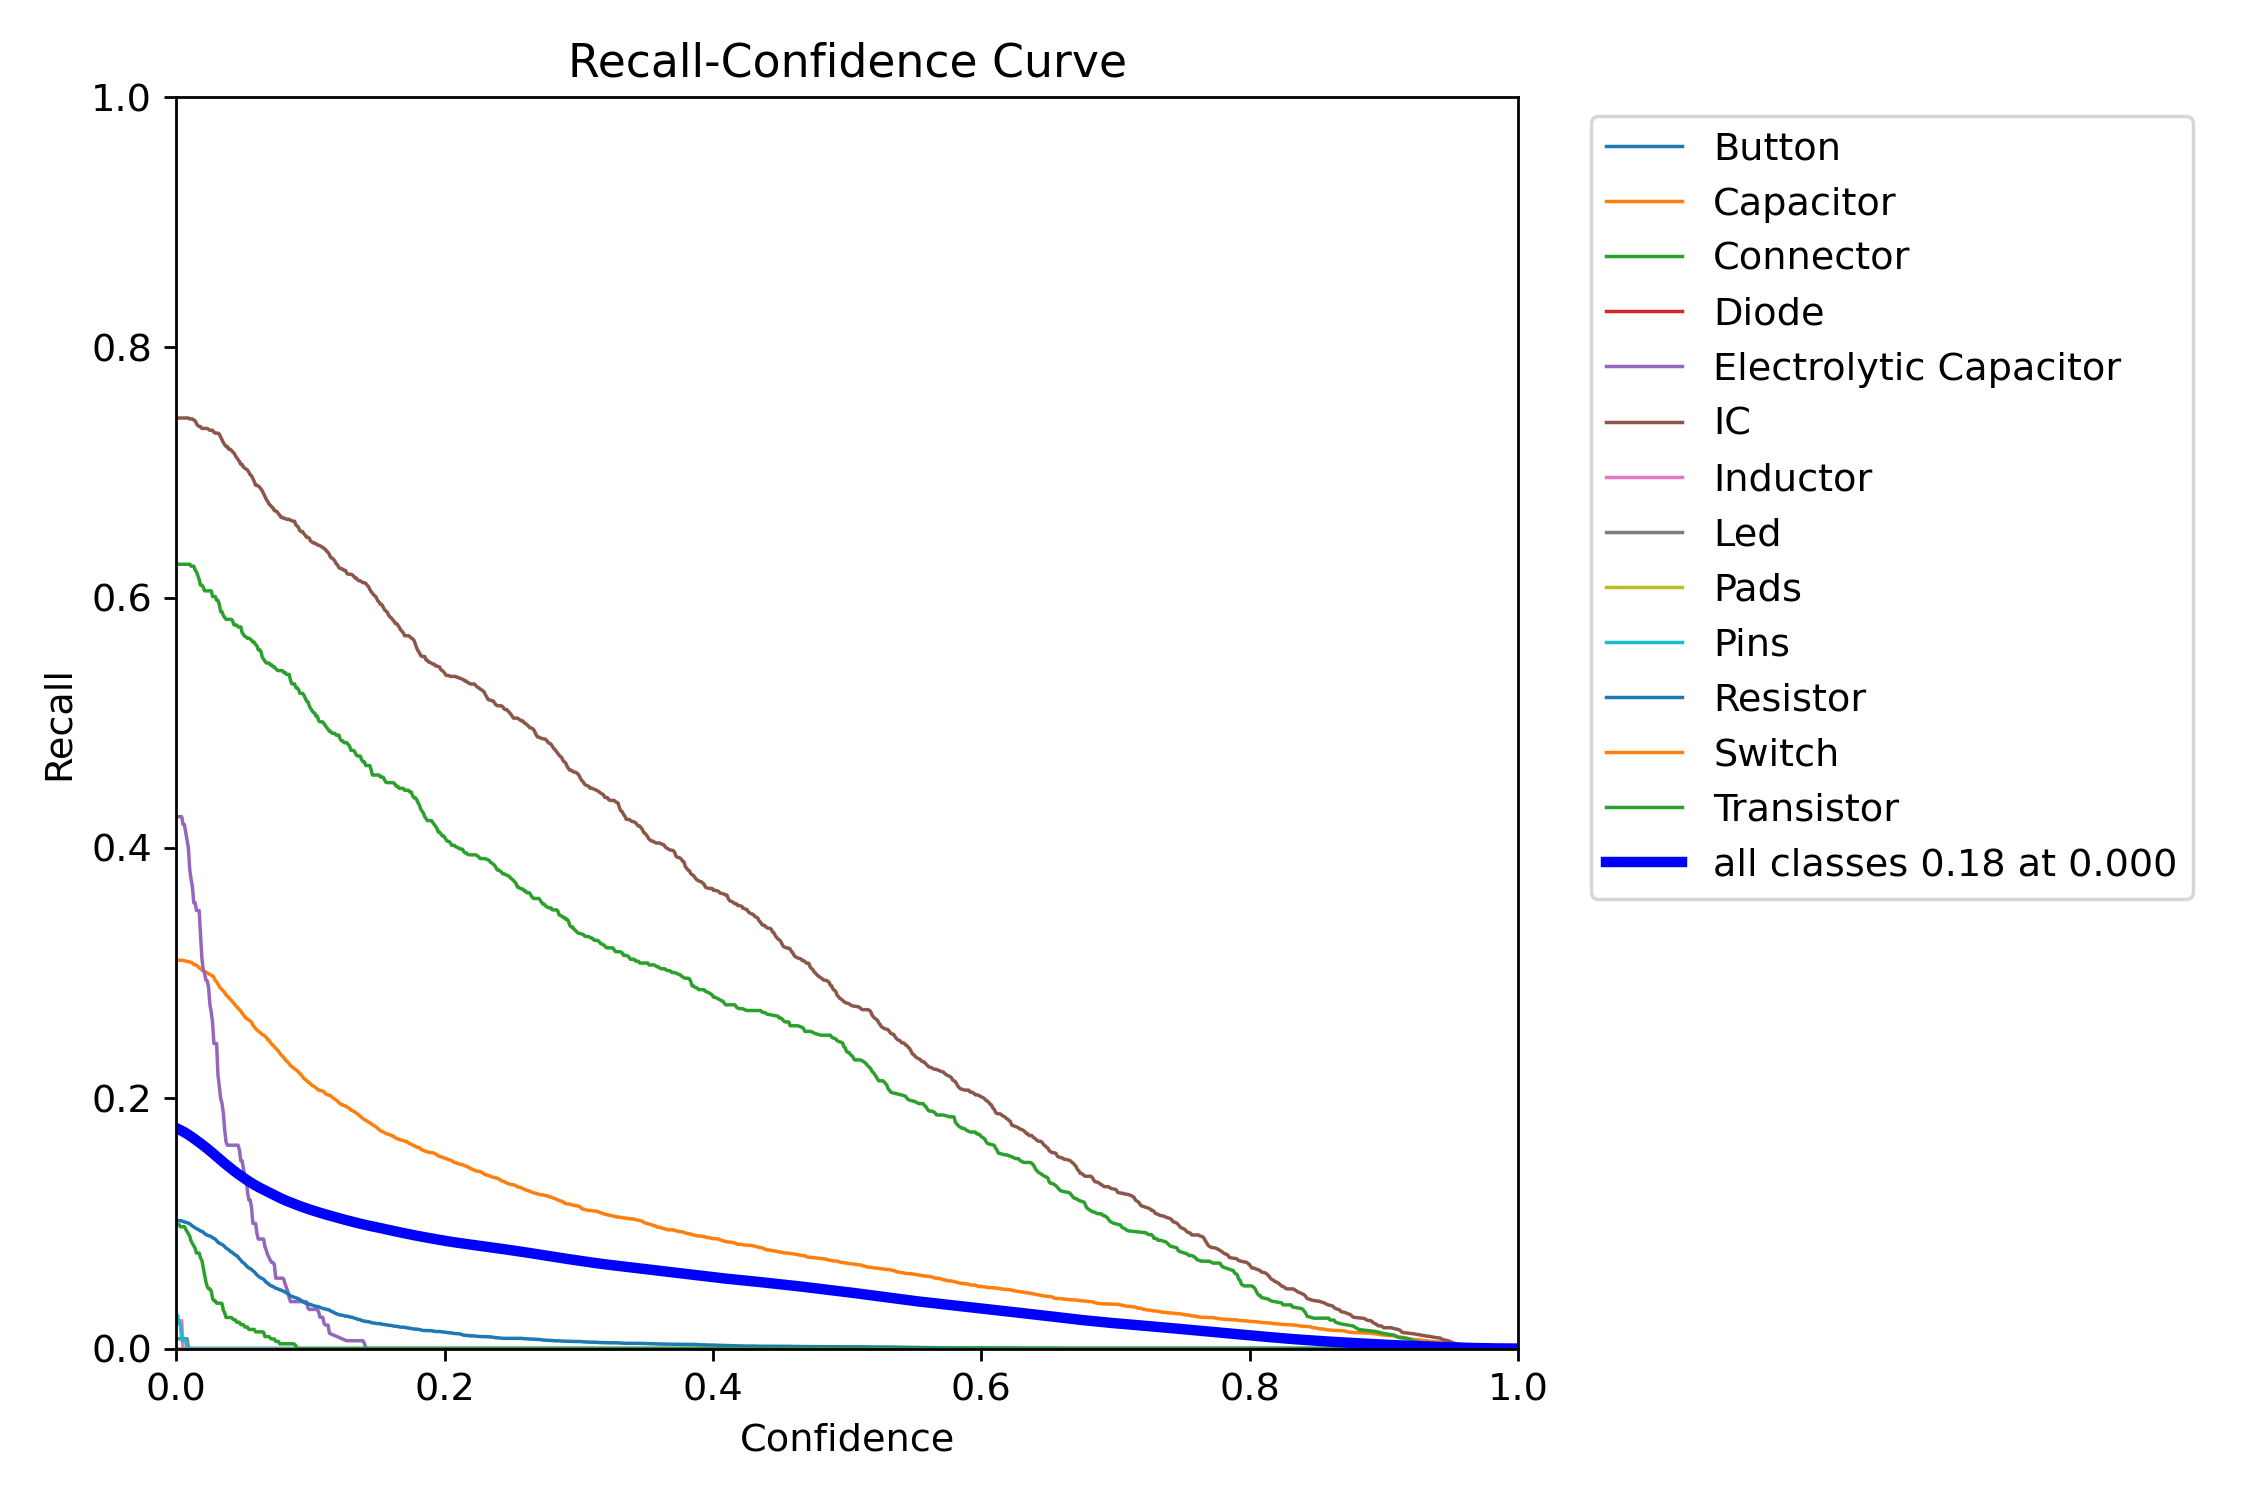 Recall-Confidence Curve
1.0
0.8
0.6
0.4
0.2
0.0
Recall
0.0 0.2 0.4 0.6 0.8 1.0
Confidence
Button
Capacitor
Connector
Diode
Electrolytic Capacitor
IC
Inductor
Led
Pads
Pins
Resistor
Switch
Transistor
all classes 0.18 at 0.000